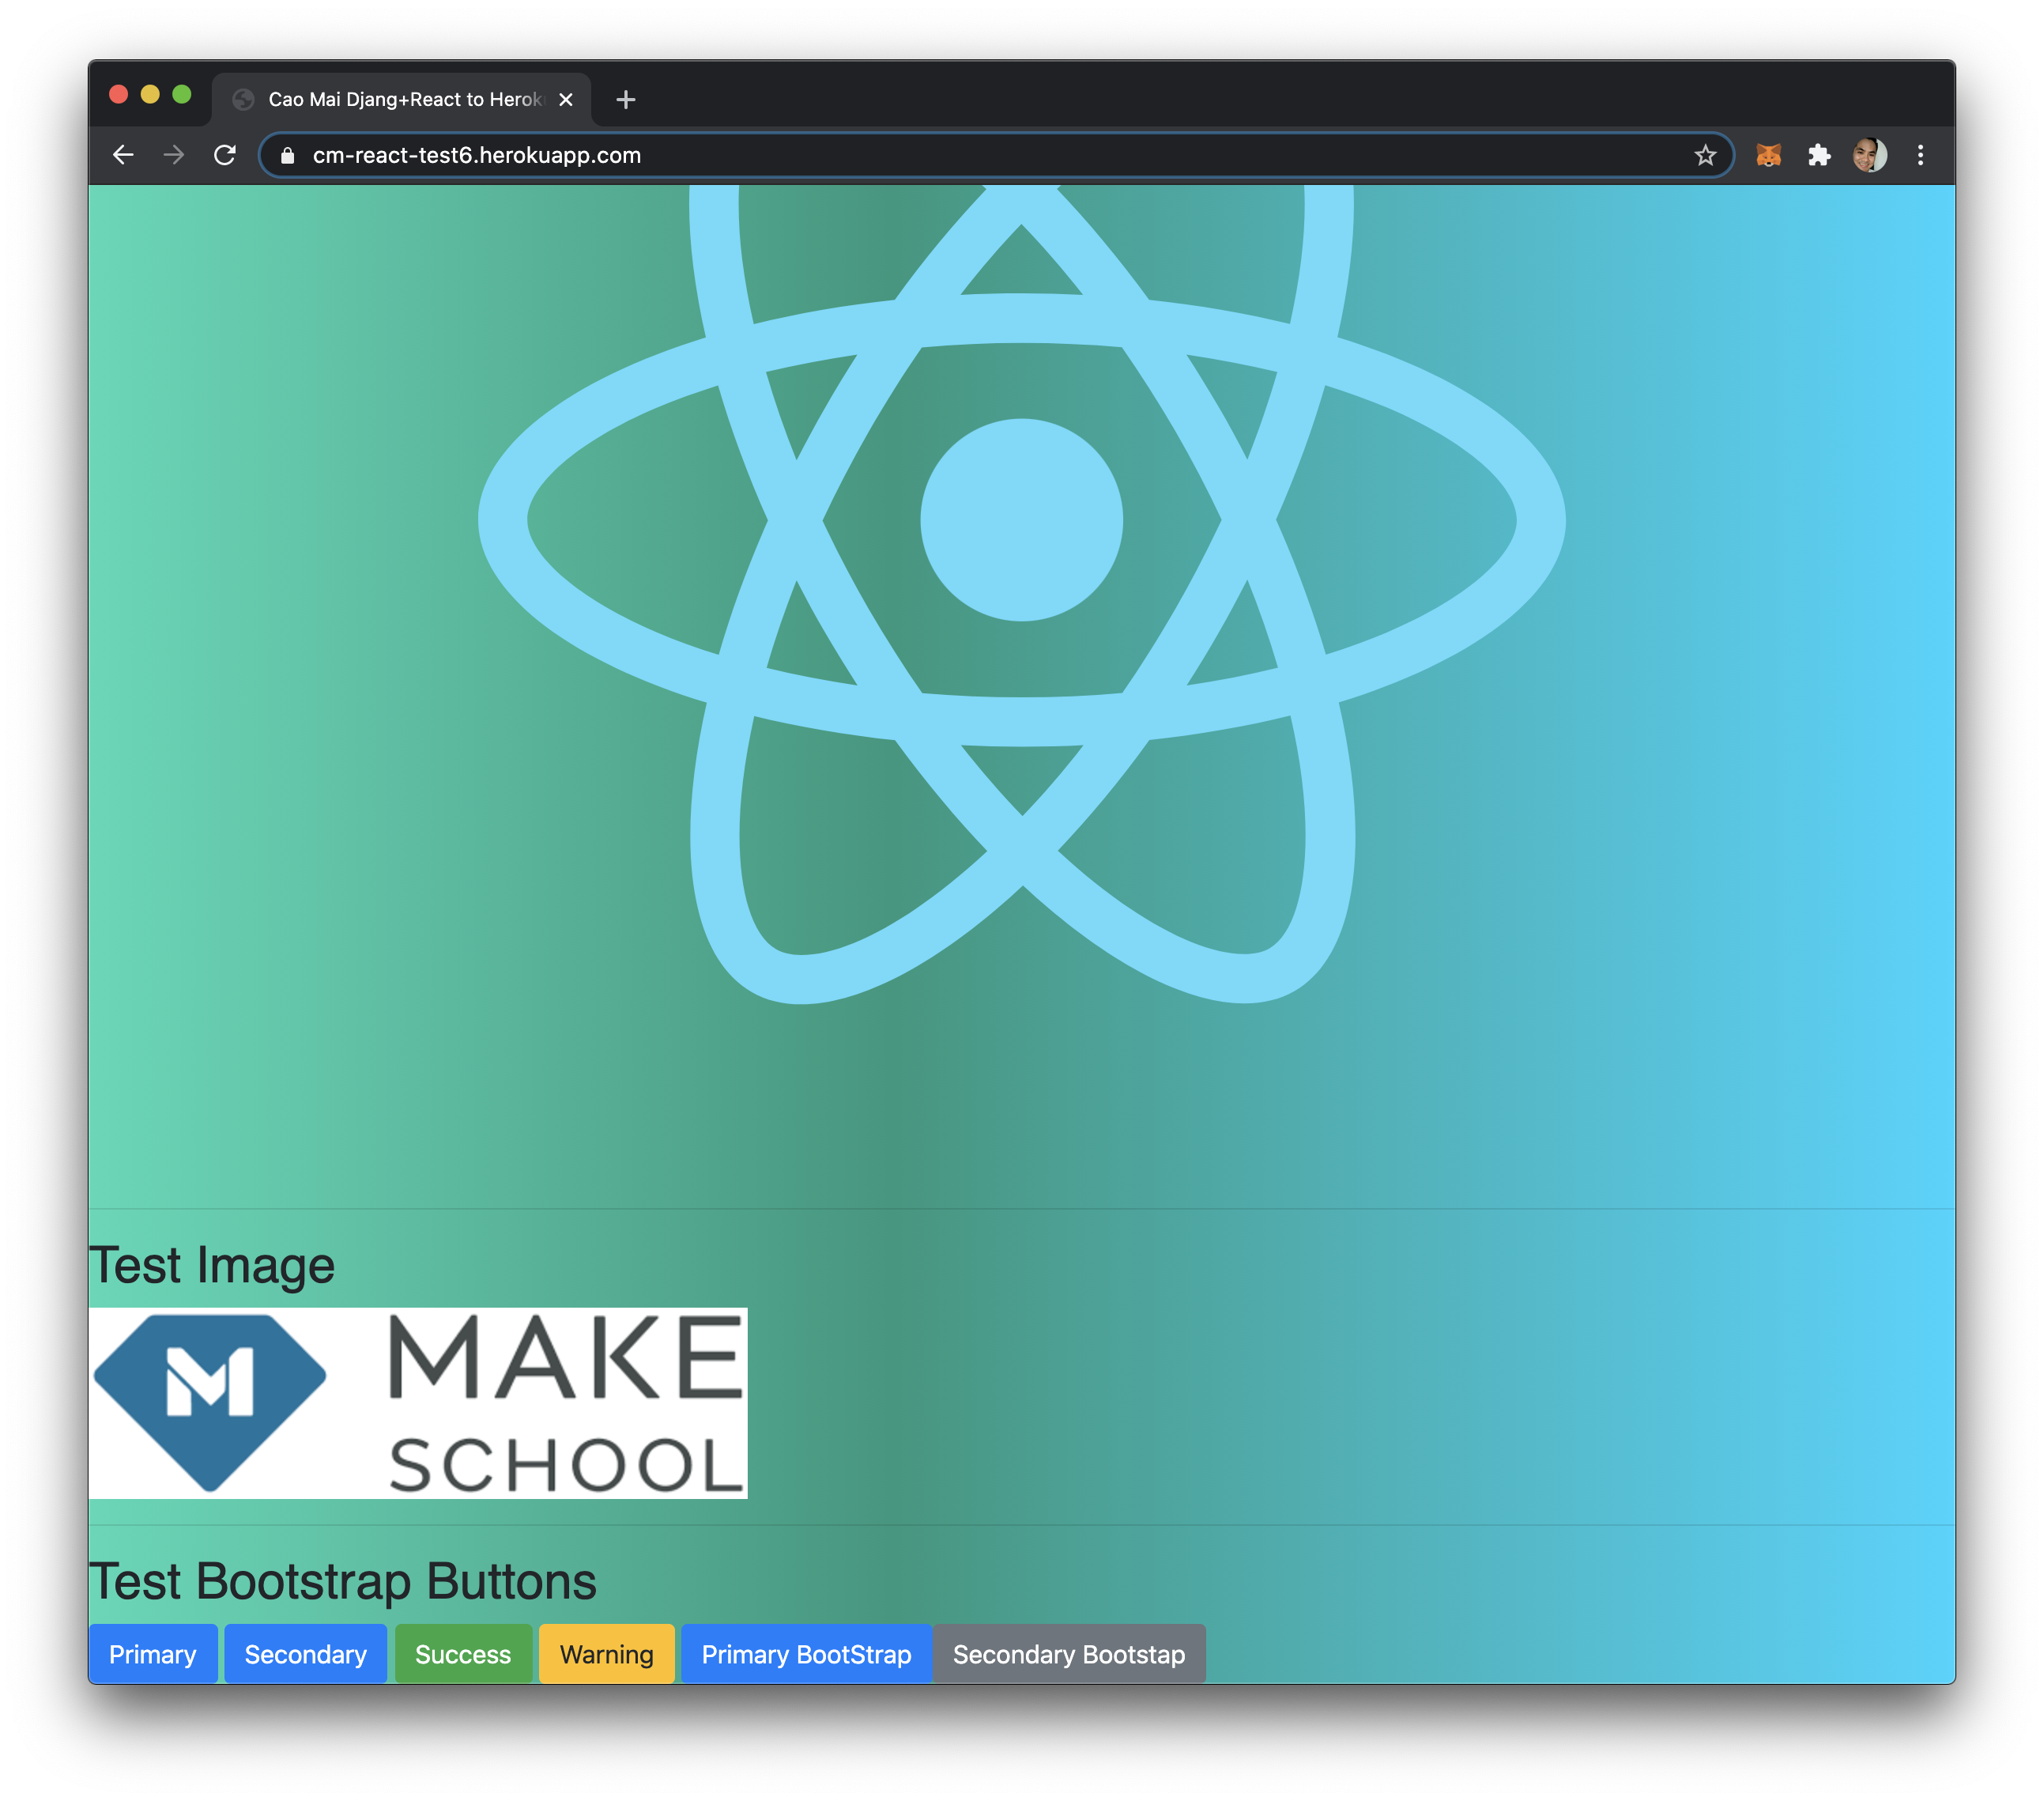 Cao Mai Djang+React to Herok
cm-react-test6.herokuapp.com
Test Image
M MAKE
SCHOOL
Test Bootstrap Buttons
Primary Secondary Success Warning Primary BootStrap Secondary Bootstap